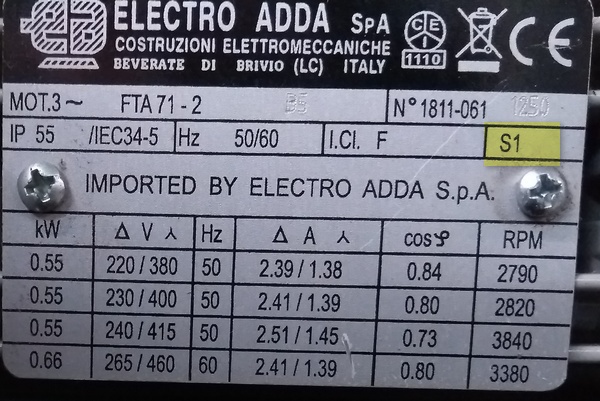 ELECTRO ADDA SPA
COSTRUZIONI ELETTROMECCANICHE
BEVERATE DI BRIVIO (LC) ITALY
CEI
1110
CE
MOT.3~ FTA 71 - 2 B5 N° 1811-061 1250
IP 55 /IEC34-5 Hz 50/60 I.Cl. F S1
IMPORTED BY ELECTRO ADDA S.p.A.
kW Δ V ⅄ Hz Δ A ⅄ cosφ RPM
0.55 220 / 380 50 2.39 / 1.38 0.84 2790
0.55 230 / 400 50 2.41 / 1.39 0.80 2820
0.55 240 / 415 50 2.51 / 1.45 0.73 3840
0.66 265 / 460 60 2.41 / 1.39 0.80 3380